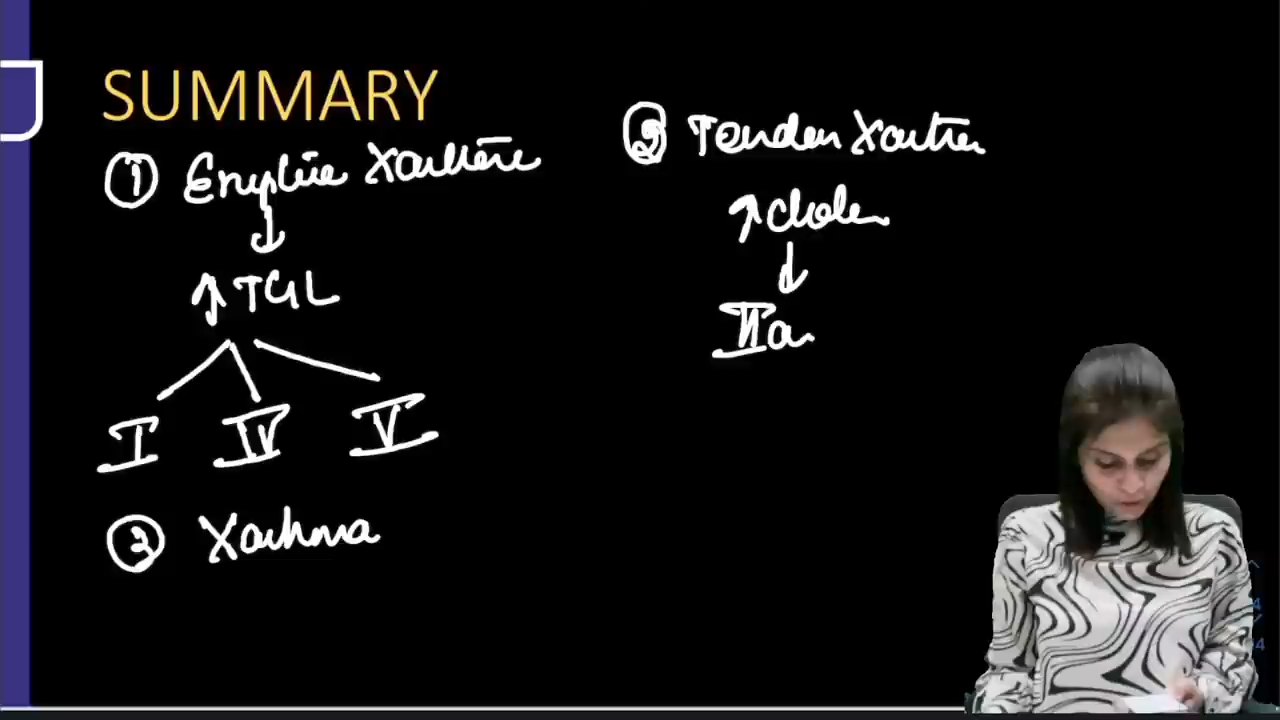 SUMMARY
① Eruptive Xanthoma
↓
↑ TGL
I IV V
② Tendon Xanthoma
↑ chole
↓
IIa
③ Xanthoma